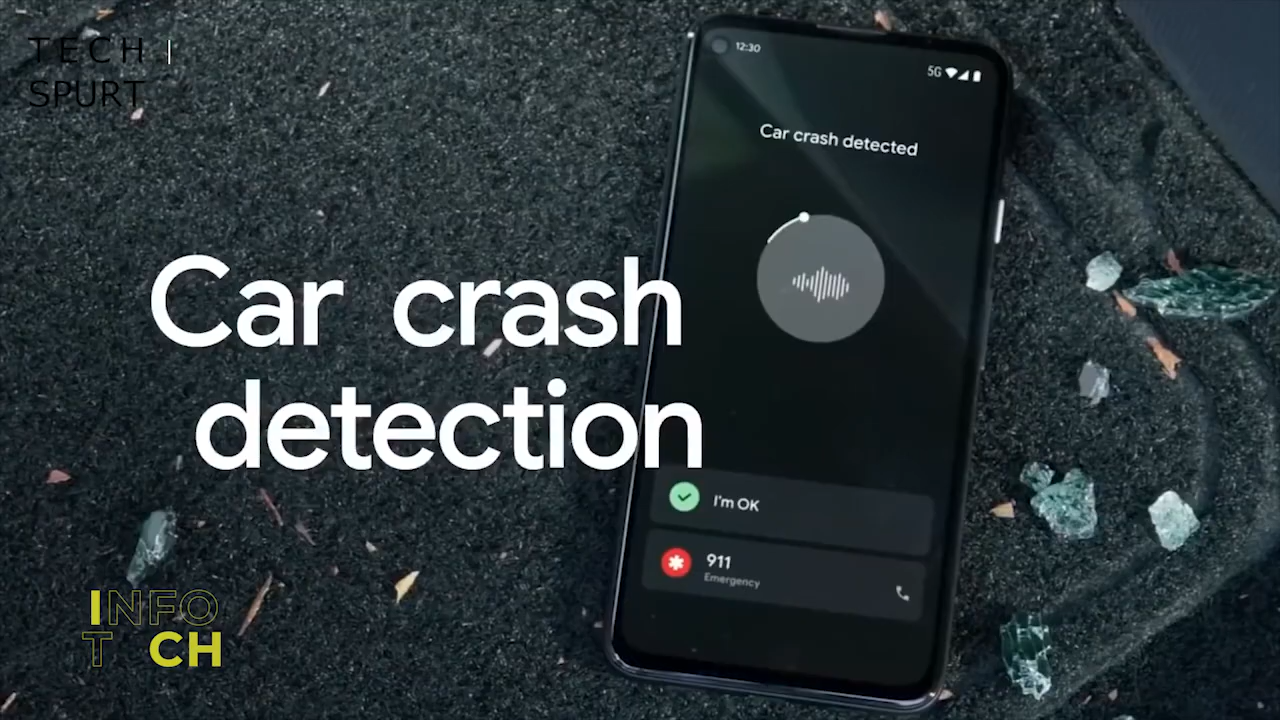 TECH |
SPURT
12:30
5G
Car crash detected
Car crash
detection
I'm OK
911
Emergency
INFO
T CH